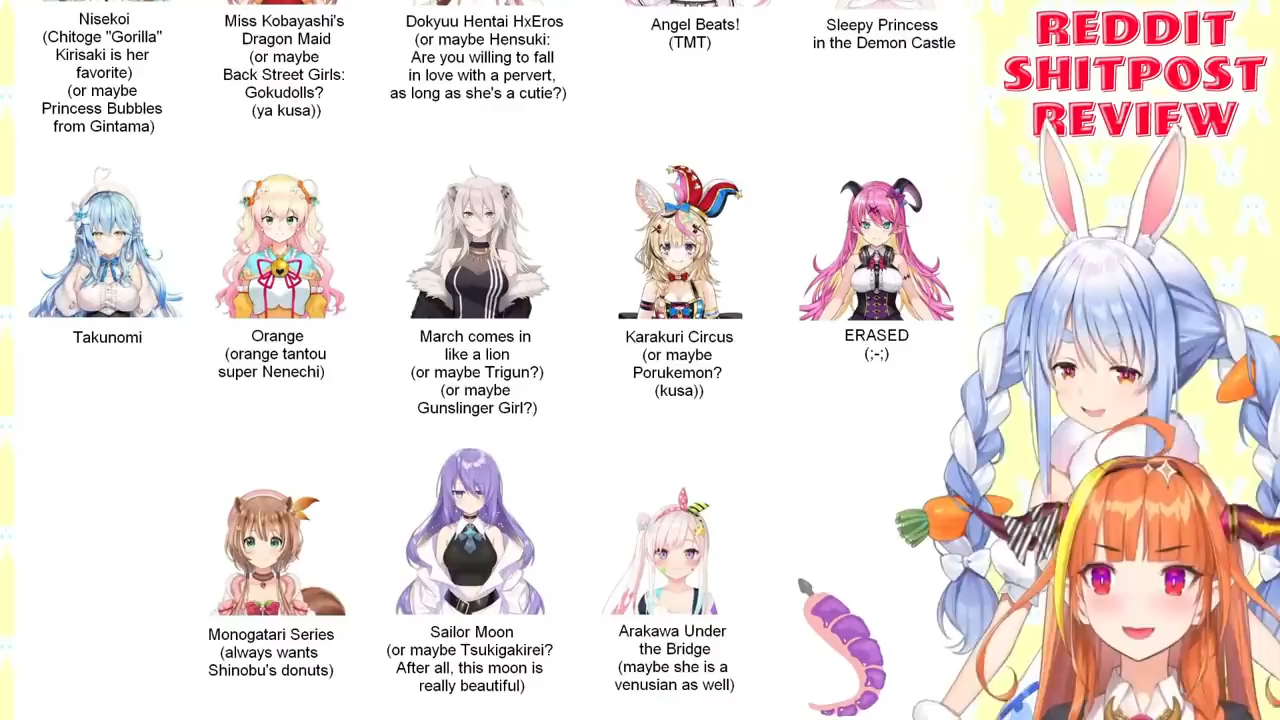 Nisekoi
(Chitoge "Gorilla"
Kirisaki is her
favorite)
(or maybe
Princess Bubbles
from Gintama)
Miss Kobayashi's
Dragon Maid
(or maybe
Back Street Girls:
Gokudolls?
(ya kusa))
Dokyuu Hentai HxEros
(or maybe Hensuki:
Are you willing to fall
in love with a pervert,
as long as she's a cutie?)
Angel Beats!
(TMT)
Sleepy Princess
in the Demon Castle
REDDIT
SHITPOST
REVIEW
Takunomi
Orange
(orange tantou
super Nenechi)
March comes in
like a lion
(or maybe Trigun?)
(or maybe
Gunslinger Girl?)
Karakuri Circus
(or maybe
Porukemon?
(kusa))
ERASED
(;-;)
Monogatari Series
(always wants
Shinobu's donuts)
Sailor Moon
(or maybe Tsukigakirei?
After all, this moon is
really beautiful)
Arakawa Under
the Bridge
(maybe she is a
venusian as well)